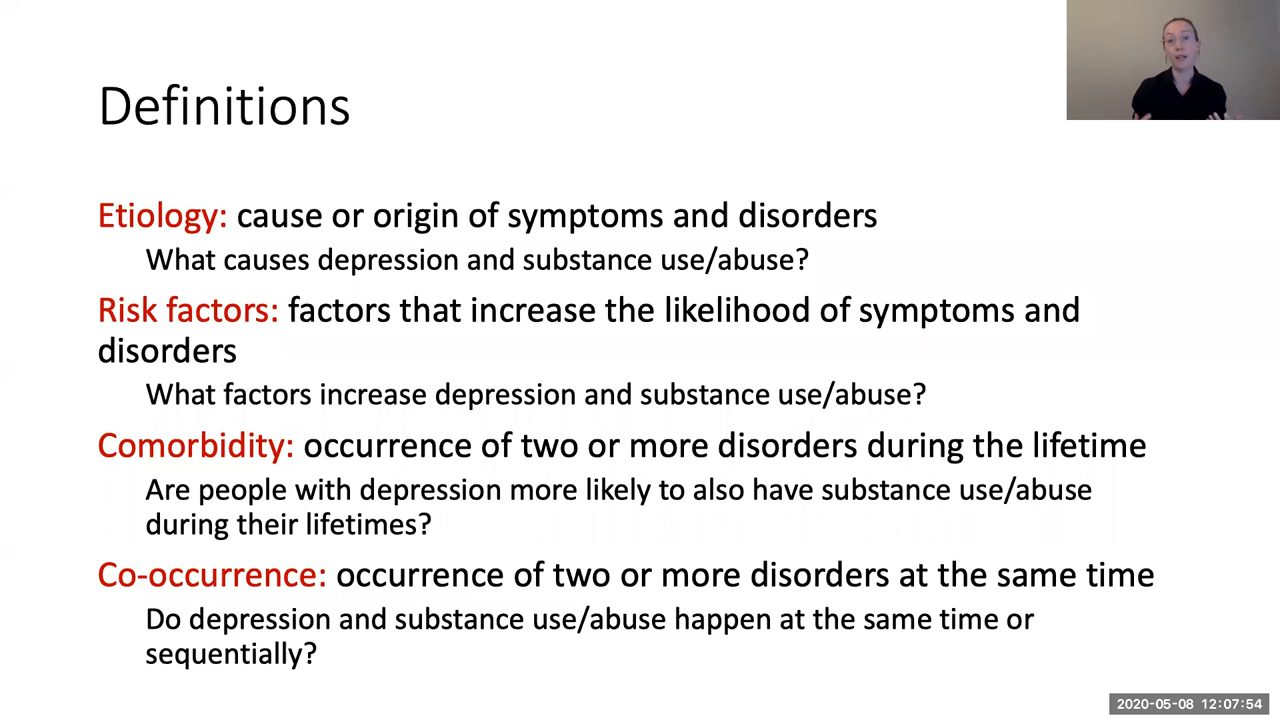 Definitions
Etiology: cause or origin of symptoms and disorders
What causes depression and substance use/abuse?
Risk factors: factors that increase the likelihood of symptoms and
disorders
What factors increase depression and substance use/abuse?
Comorbidity: occurrence of two or more disorders during the lifetime
Are people with depression more likely to also have substance use/abuse
during their lifetimes?
Co-occurrence: occurrence of two or more disorders at the same time
Do depression and substance use/abuse happen at the same time or
sequentially?
2020-05-08 12:07:54